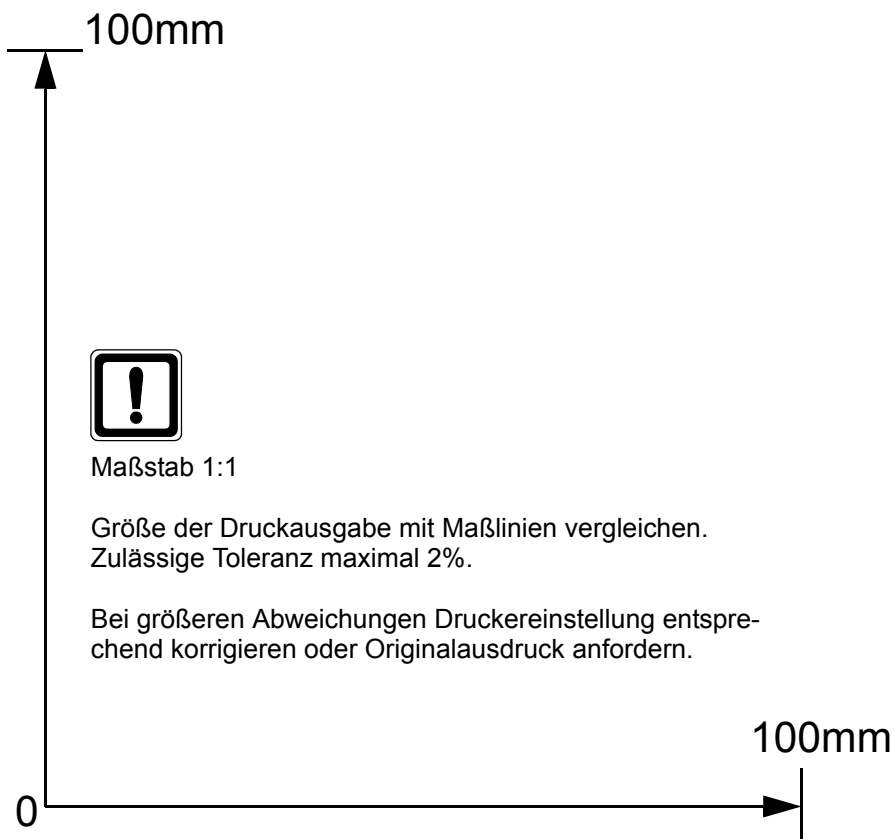 100mm
!
Maßstab 1:1
Größe der Druckausgabe mit Maßlinien vergleichen.
Zulässige Toleranz maximal 2%.
Bei größeren Abweichungen Druckereinstellung entspre-
chend korrigieren oder Originalausdruck anfordern.
100mm
0